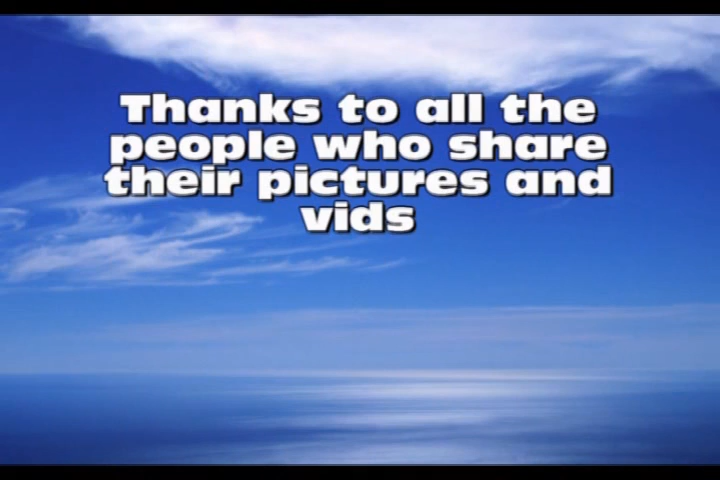 Thanks to all the
people who share
their pictures and
vids